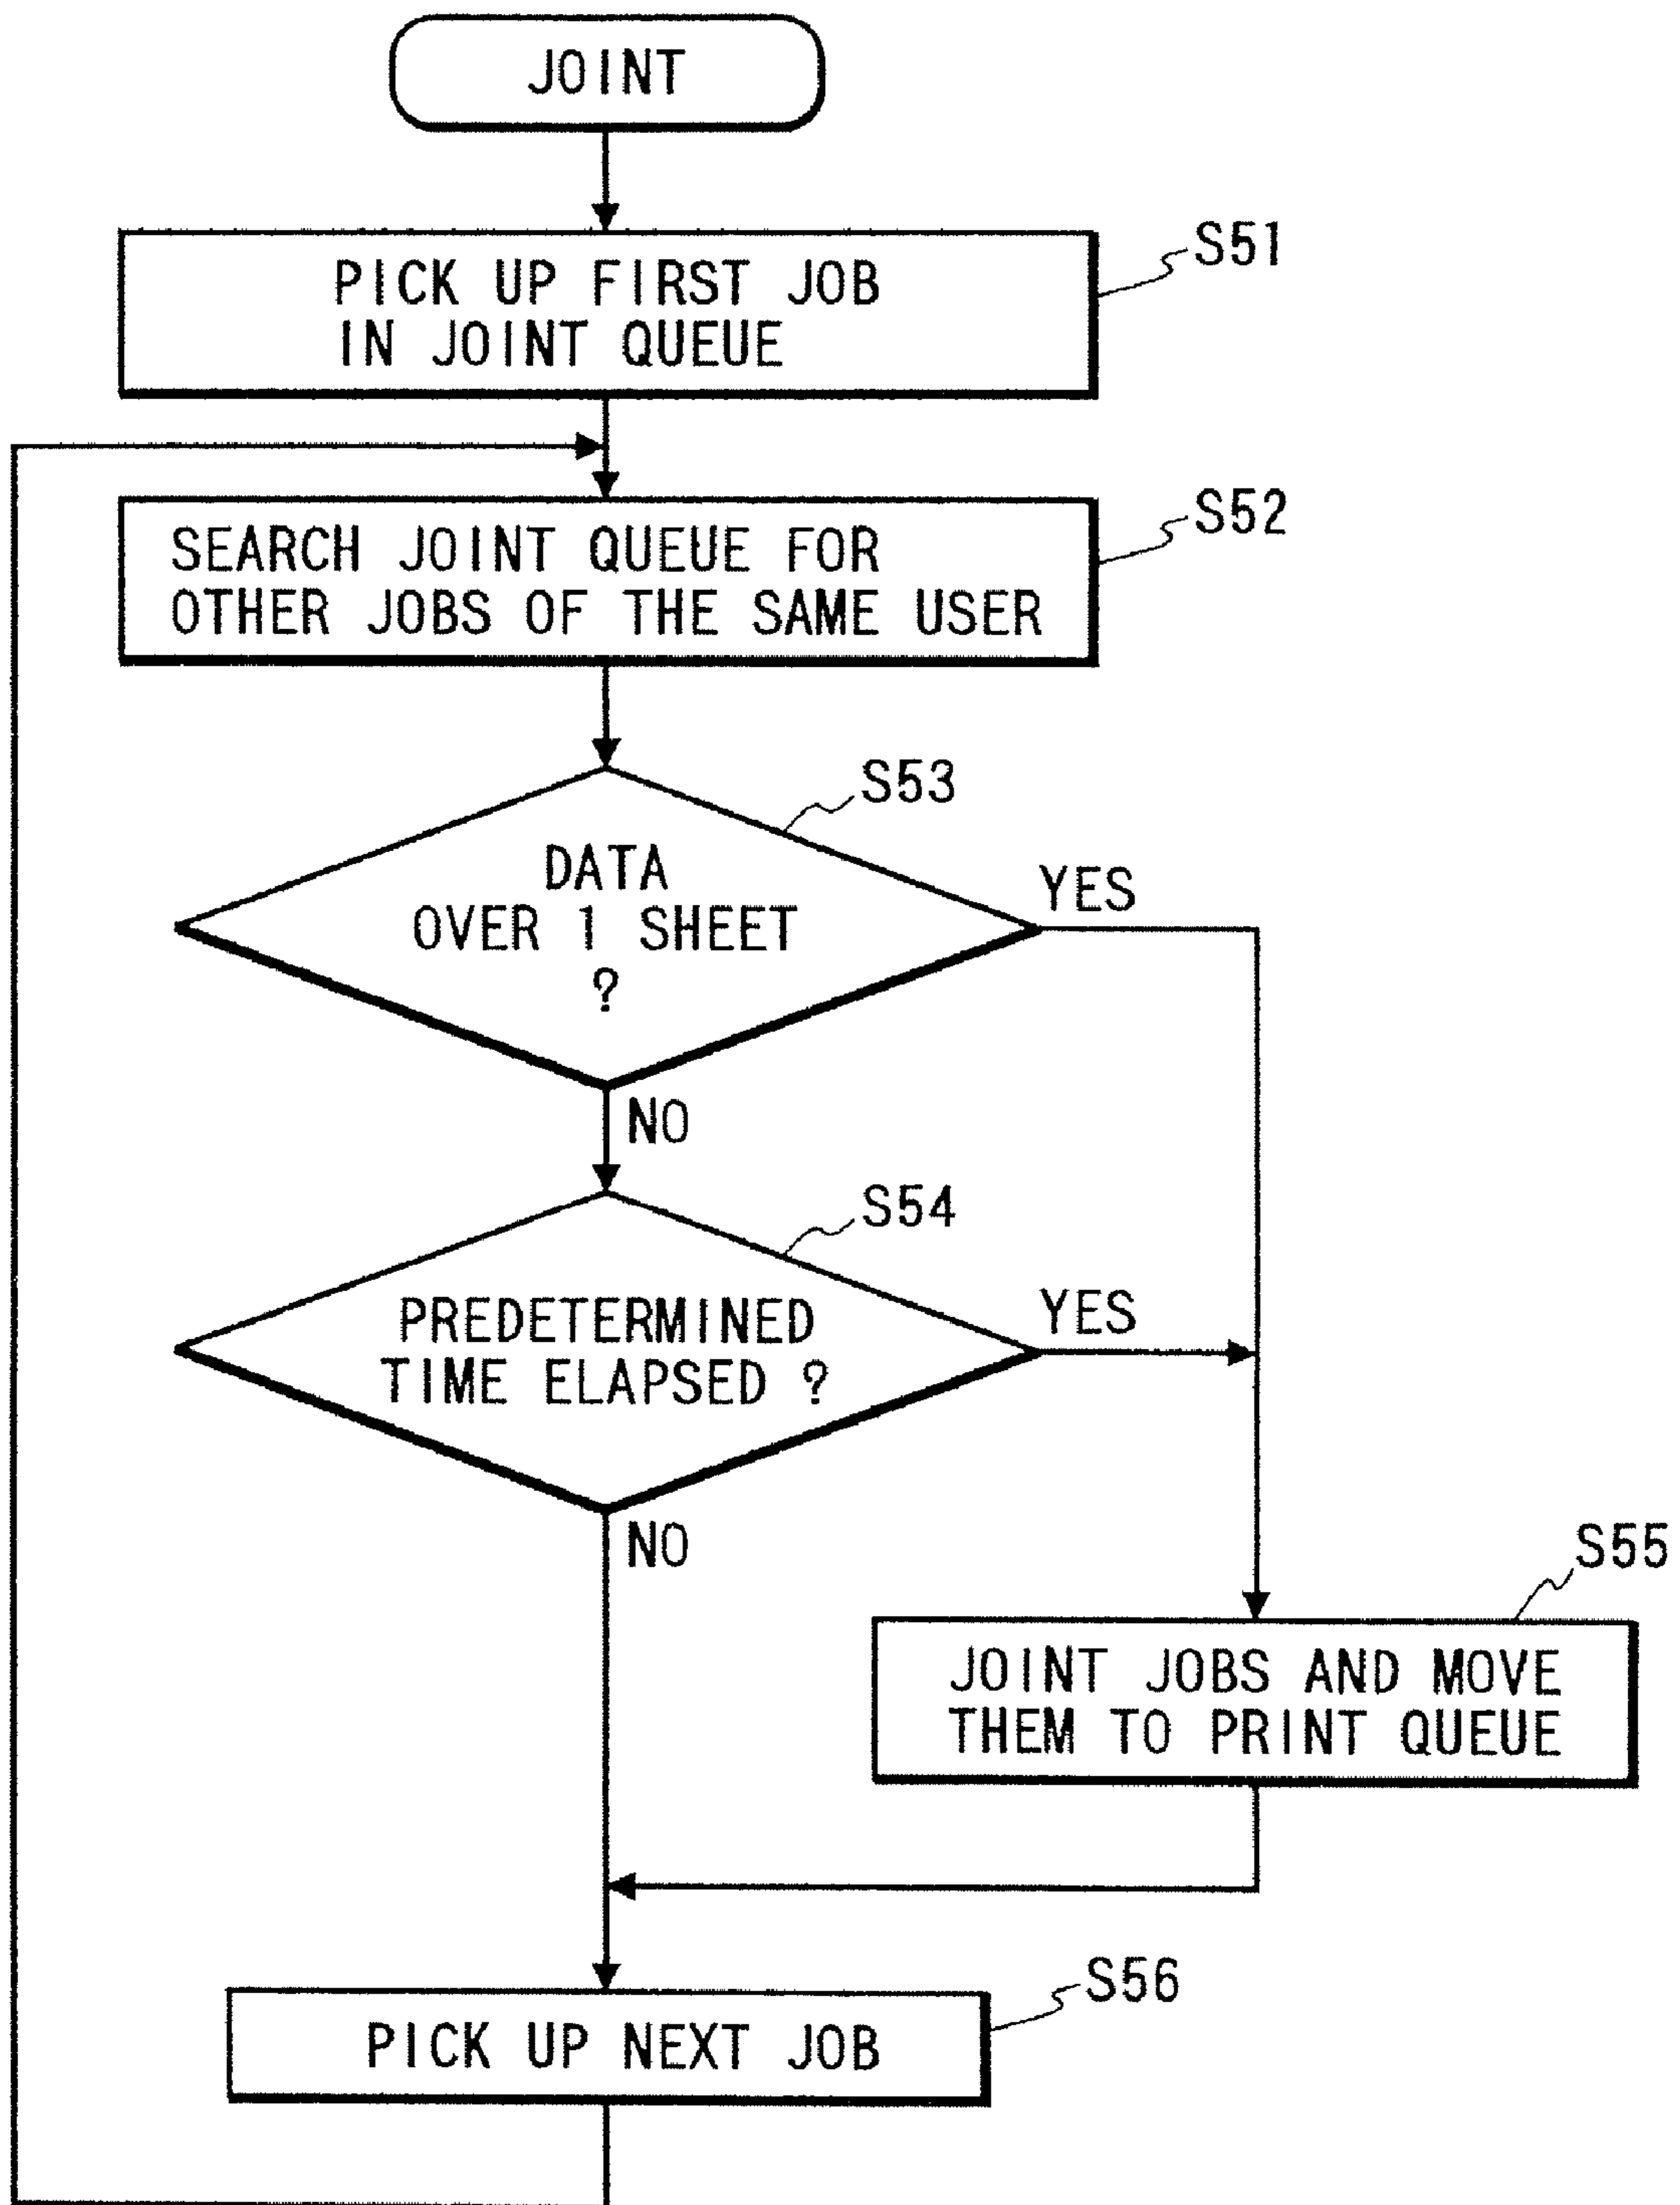 JOINT
PICK UP FIRST JOB
IN JOINT QUEUE
S51
SEARCH JOINT QUEUE FOR
OTHER JOBS OF THE SAME USER
S52
S53
DATA
OVER 1 SHEET
?
YES
NO
S54
PREDETERMINED
TIME ELAPSED ?
YES
NO
S55
JOINT JOBS AND MOVE
THEM TO PRINT QUEUE
S56
PICK UP NEXT JOB